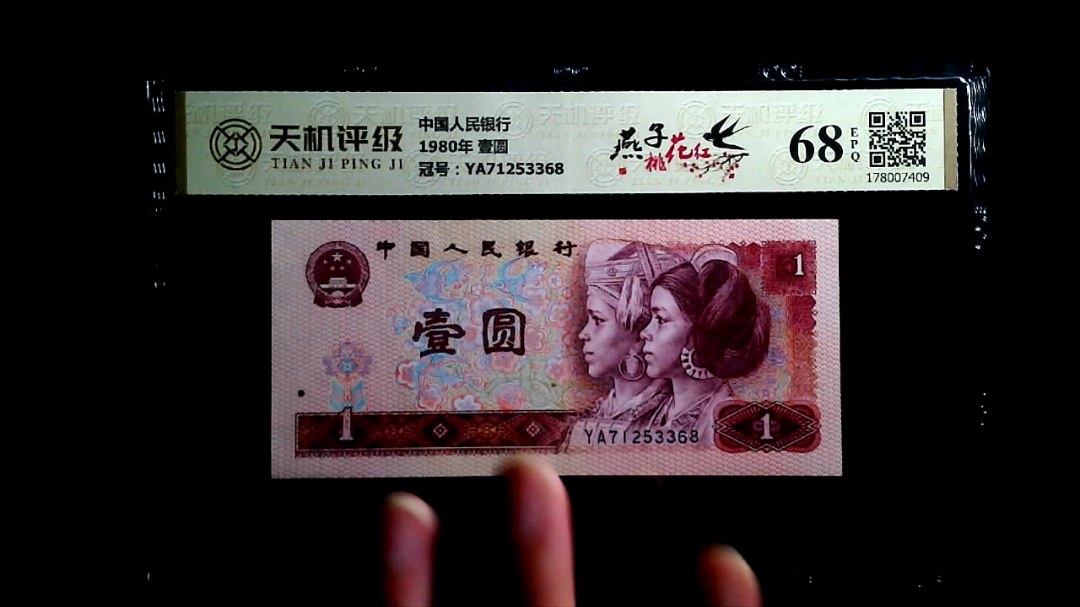 天机评级
TIAN JI PING JI
中国人民银行
1980年 壹圆
冠号：YA71253368
燕子
桃花红
68
EPQ
178007409
中国人民银行
1
壹圆
1
YA71253368
1